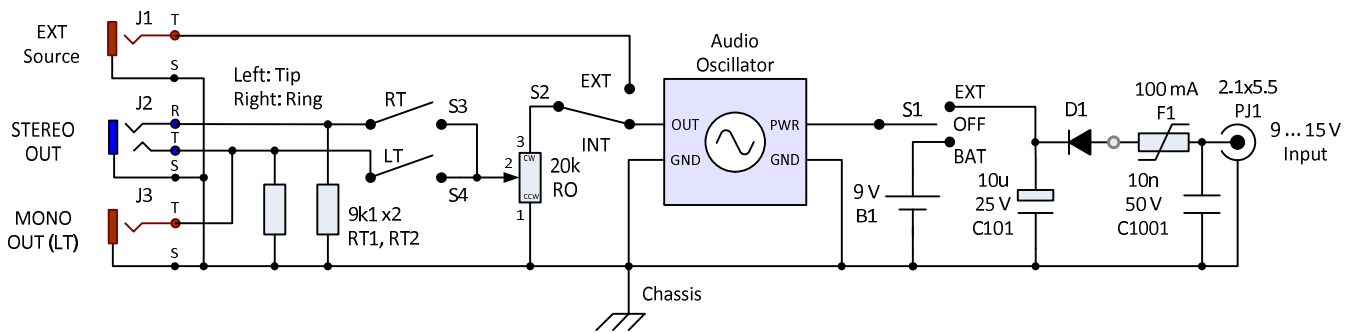 EXT
Source
J1
T
S
J2
Left: Tip
Right: Ring
R
T
S
STEREO
OUT
J3
T
S
MONO
OUT (LT)
9k1 x2
RT1, RT2
RT
S3
LT
S4
S2
EXT
INT
3
CW
2
CCW
1
20k
RO
Audio
Oscillator
OUT
GND
PWR
GND
Chassis
S1
EXT
OFF
BAT
9 V
B1
10u
25 V
C101
D1
100 mA
F1
10n
50 V
C1001
2.1x5.5
PJ1
9 ... 15 V
Input